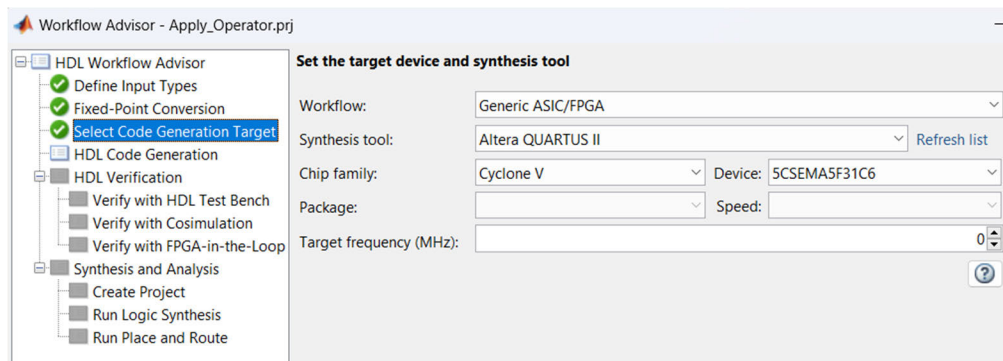 Workflow Advisor - Apply_Operator.prj
HDL Workflow Advisor
Define Input Types
Fixed-Point Conversion
Select Code Generation Target
HDL Code Generation
HDL Verification
Verify with HDL Test Bench
Verify with Cosimulation
Verify with FPGA-in-the-Loop
Synthesis and Analysis
Create Project
Run Logic Synthesis
Run Place and Route
Set the target device and synthesis tool
Workflow: Generic ASIC/FPGA
Synthesis tool: Altera QUARTUS II Refresh list
Chip family: Cyclone V Device: 5CSEMA5F31C6
Package: Speed:
Target frequency (MHz): 0
?